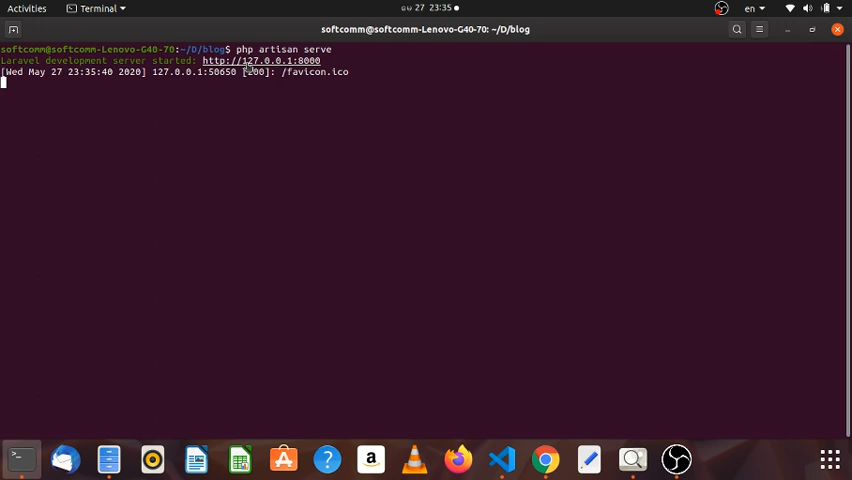 Activities
Terminal
27 23:35
en
softcomm@softcomm-Lenovo-G40-70: ~/D/blog
softcomm@softcomm-Lenovo-G40-70:~/D/blog$ php artisan serve
Laravel development server started: http://127.0.0.1:8000
[Wed May 27 23:35:40 2020] 127.0.0.1:50650 [200]: /favicon.ico